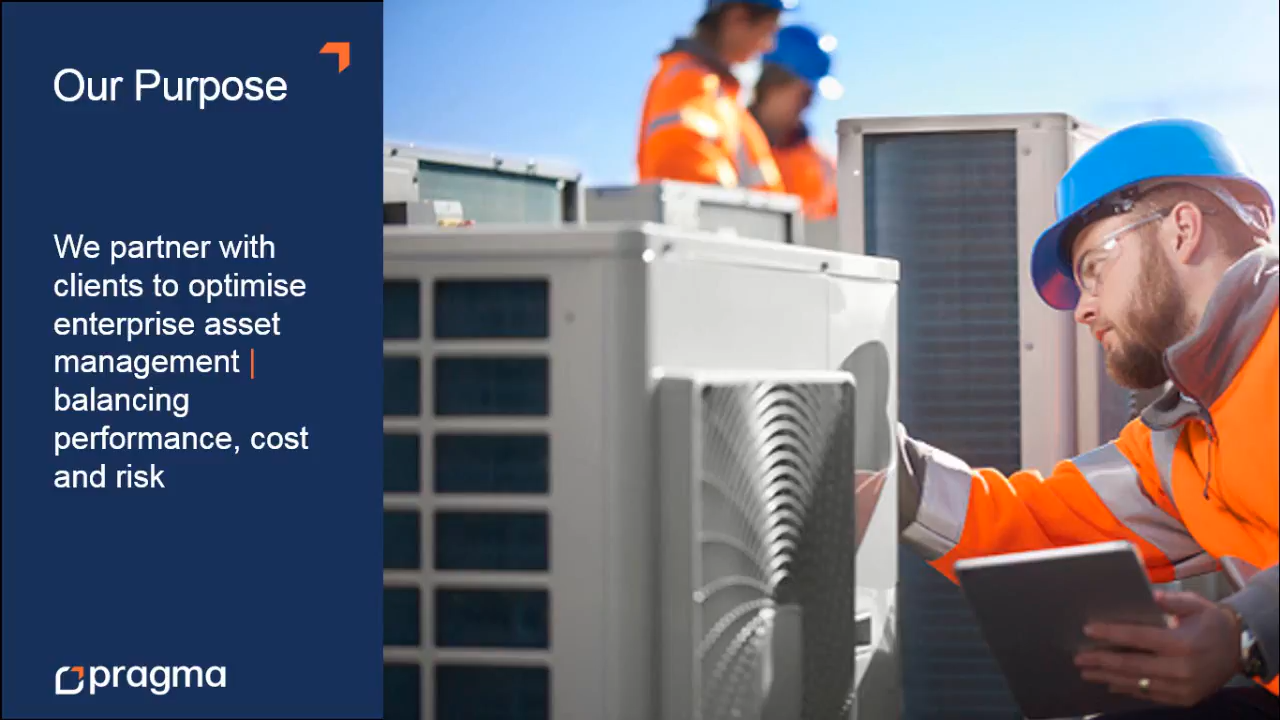 Our Purpose
We partner with
clients to optimise
enterprise asset
management |
balancing
performance, cost
and risk
pragma